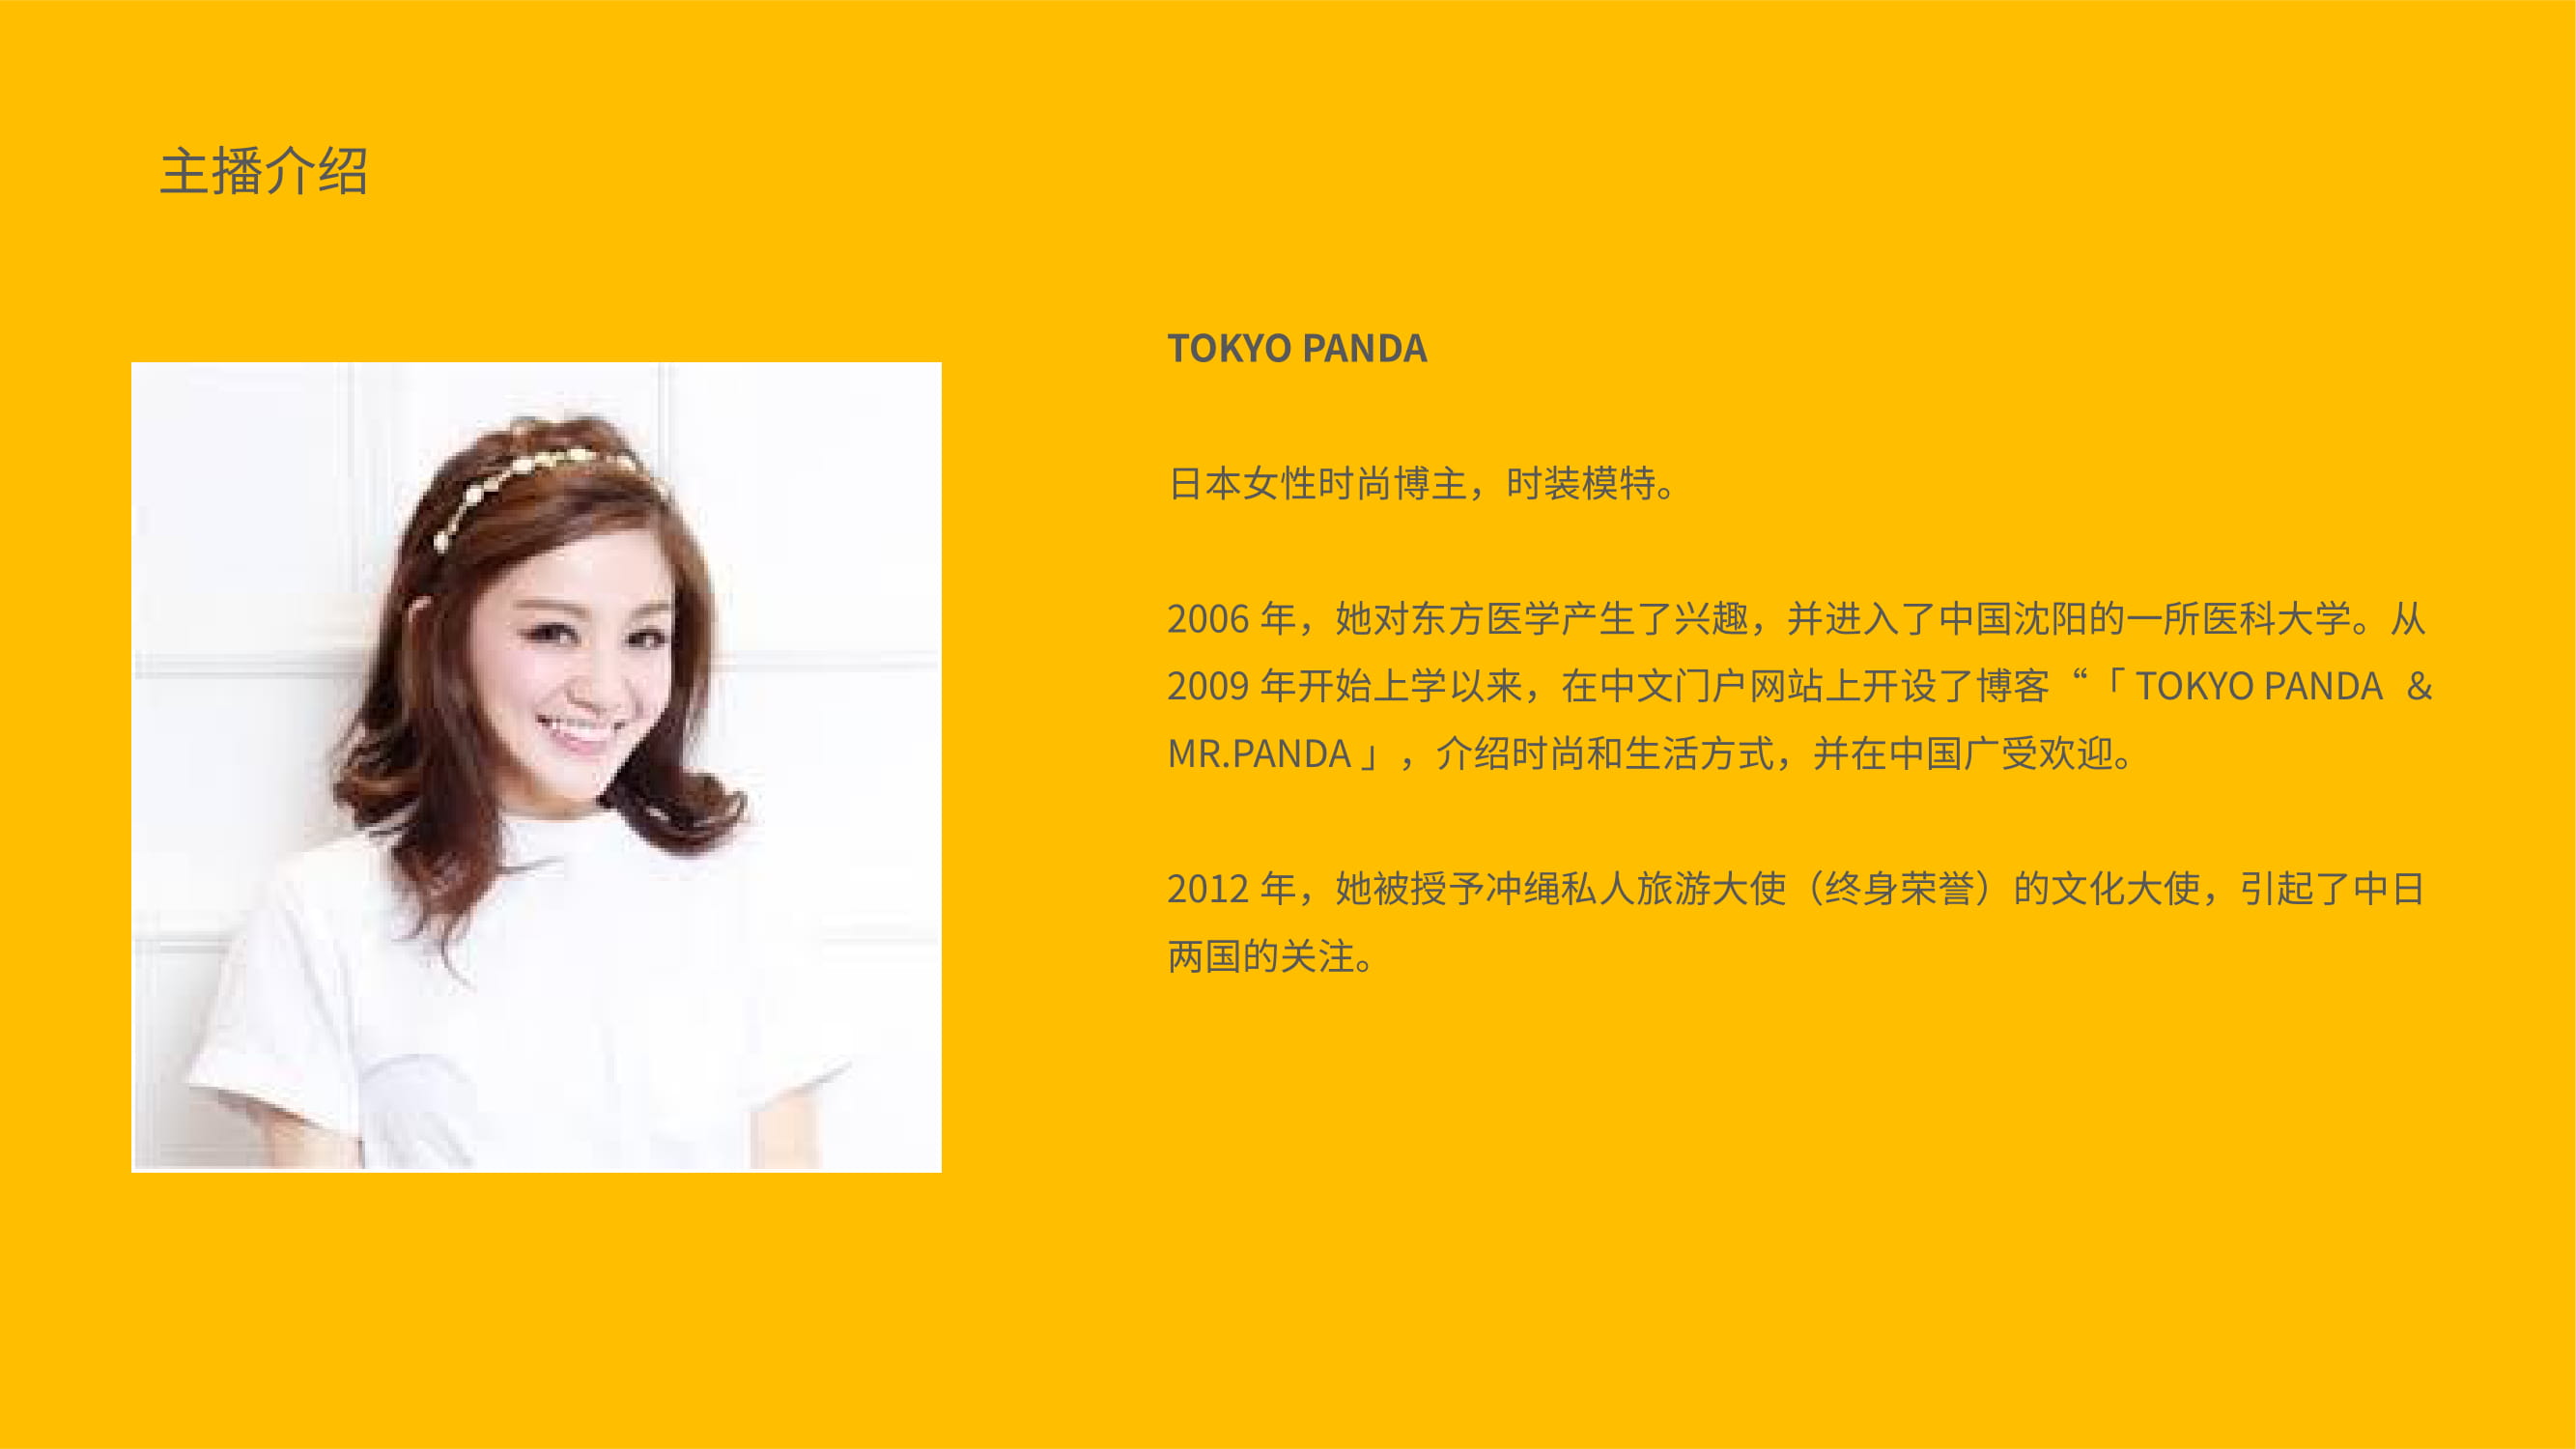 主播介绍
TOKYO PANDA
日本女性时尚博主，时装模特。
2006 年，她对东方医学产生了兴趣，并进入了中国沈阳的一所医科大学。从
2009 年开始上学以来，在中文门户网站上开设了博客“「 TOKYO PANDA ＆
MR.PANDA 」，介绍时尚和生活方式，并在中国广受欢迎。
2012 年，她被授予冲绳私人旅游大使（终身荣誉）的文化大使，引起了中日
两国的关注。